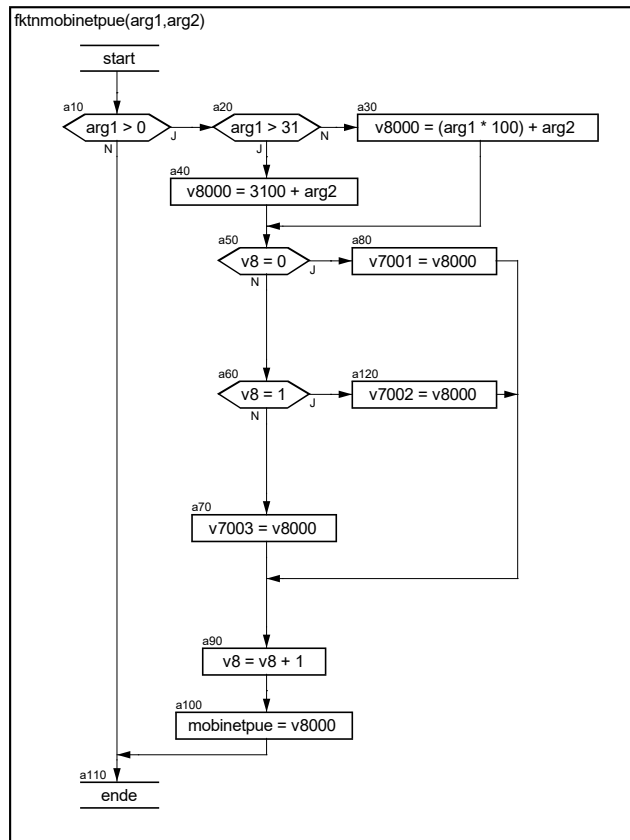 fktnmobinetpue(arg1,arg2)
start
a10
arg1 > 0
J
N
a20
arg1 > 31
N
J
a30
v8000 = (arg1 * 100) + arg2
a40
v8000 = 3100 + arg2
a50
v8 = 0
J
N
a80
v7001 = v8000
a60
v8 = 1
J
N
a120
v7002 = v8000
a70
v7003 = v8000
a90
v8 = v8 + 1
a100
mobinetpue = v8000
a110
ende